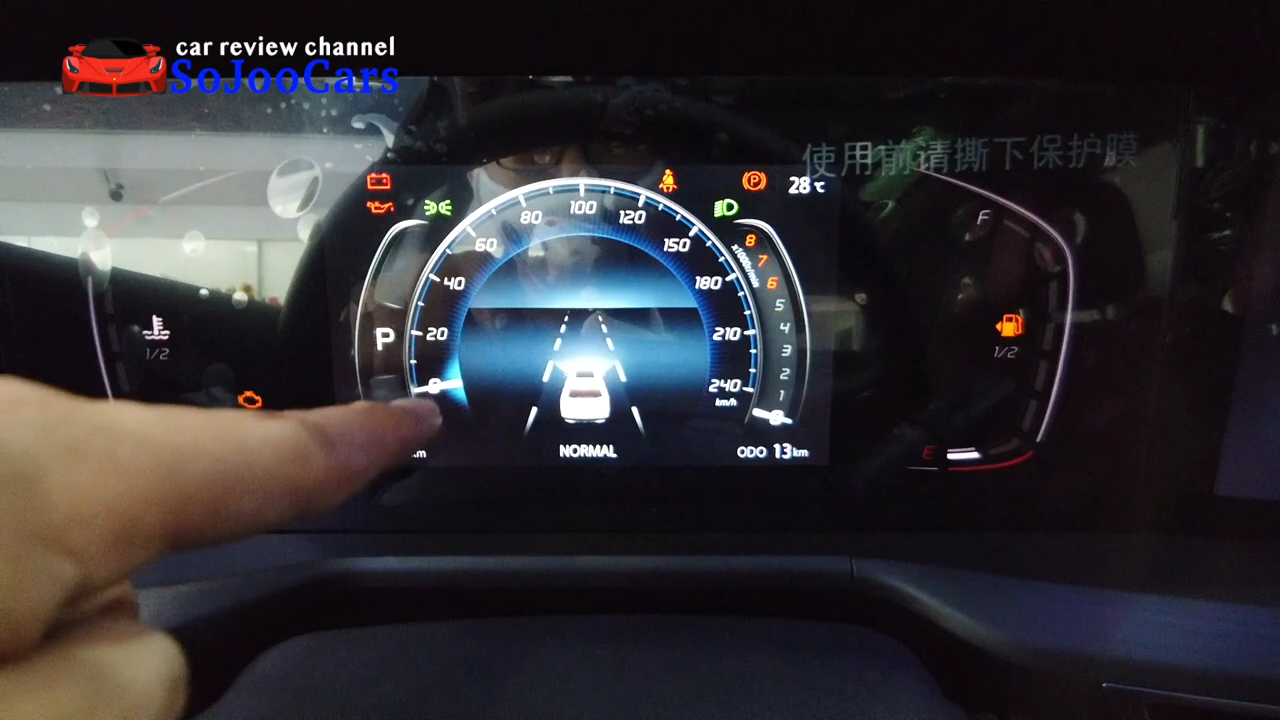 car review channel
SoJooCars
使用前请撕下保护膜
28℃
80
100
120
60
150
40
180
20
210
0
240
km/h
8
7
6
5
4
3
2
1
0
x1000r/min
P
P
F
1/2
1/2
E
km
NORMAL
ODO 13km